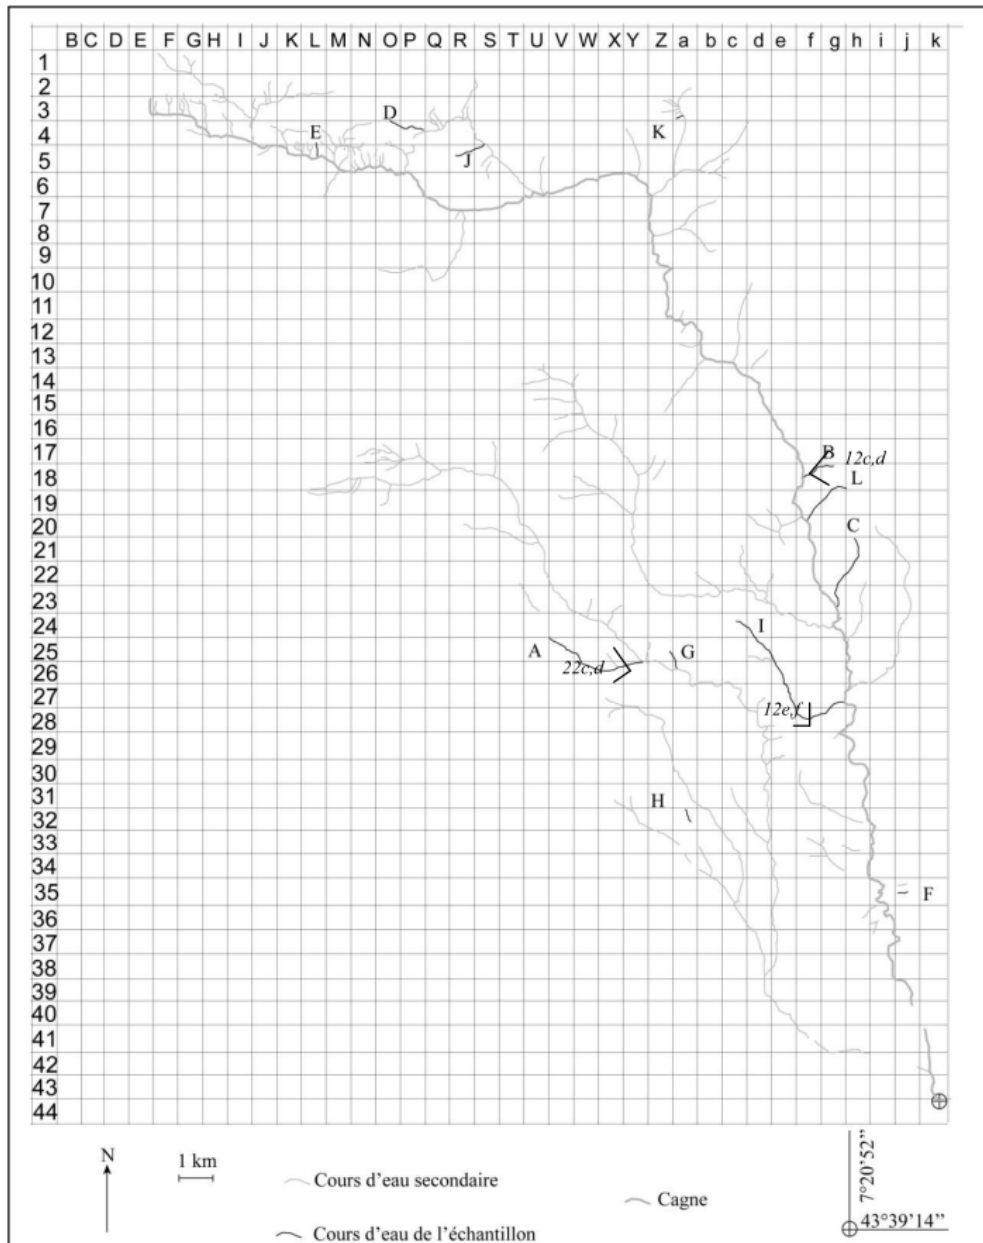 B C D E F G H I J K L M N O P Q R S T U V W X Y Z a b c d e f g h i j k
1
2
3
D
4
E
K
5
J
6
7
8
9
10
11
12
13
14
15
16
17
B
12c,d
18
L
19
20
C
21
22
23
24
I
25
A
G
22c,d
26
27
12e,f
28
29
30
31
H
32
33
34
35
F
36
37
38
39
40
41
42
43
44
N
1 km
Cours d'eau secondaire
Cagne
Cours d'eau de l'échantillon
7°20'52''
43°39'14''